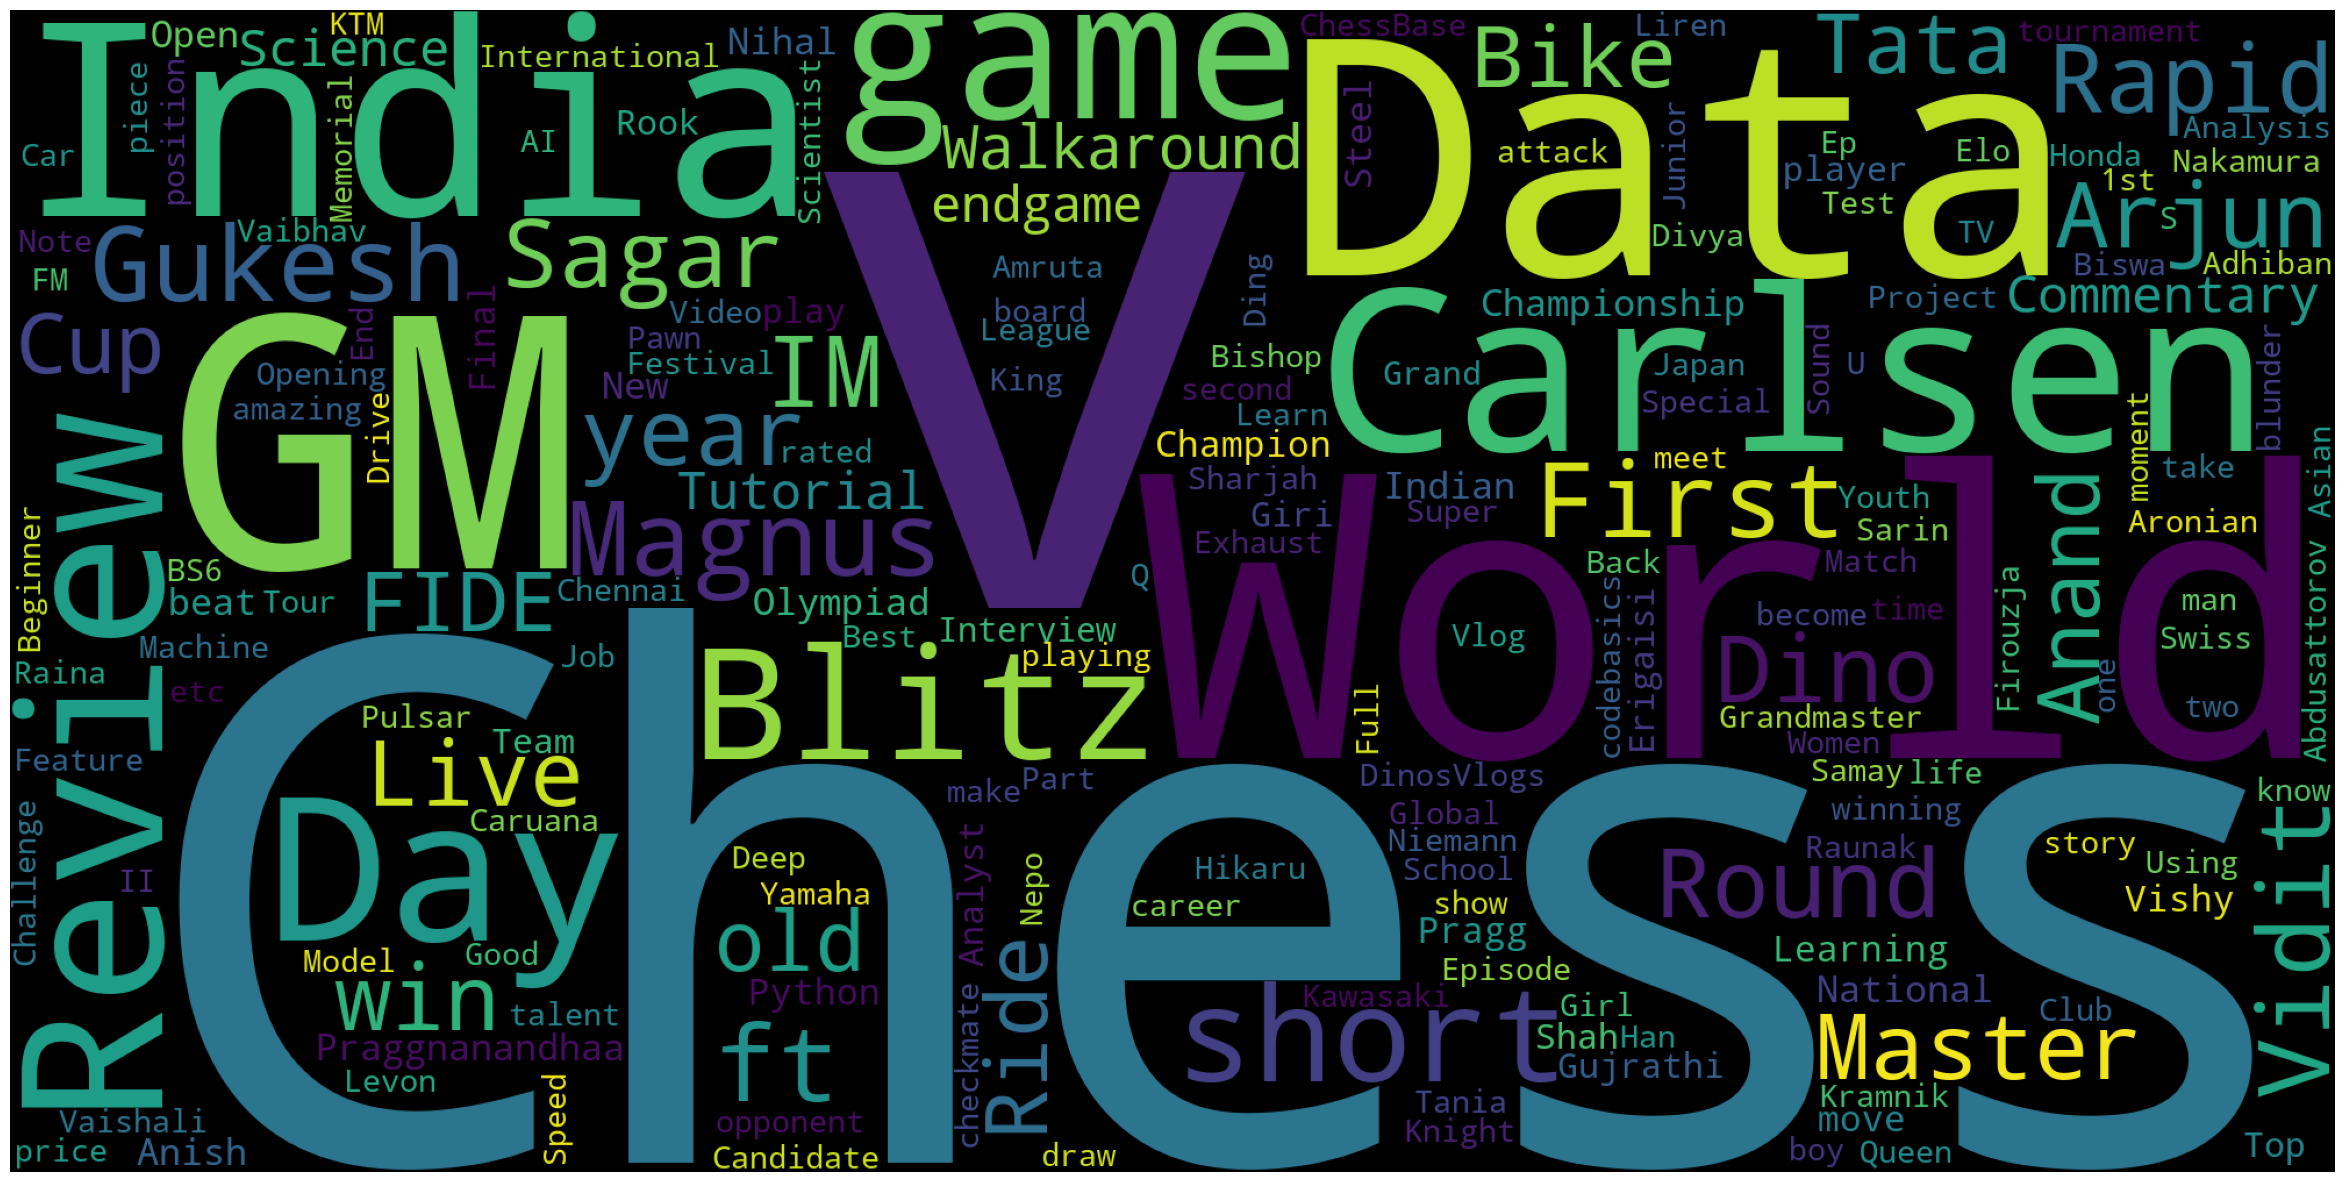 India
game
Data
Open
KTM
Science
International
Nihal
ChessBase
Bike
Liren
Tata
tournament
Rapid
Car
piece
position
Memorial
AI
Rook
Scientist
Walkaround
Steel
attack
Junior
Ep
player
Test
Elo
Analysis
Honda
Nakamura
1st
Note
FM
Vaibhav
Gukesh
Sagar
endgame
V
Divya
TV
S
Arjun
Biswa
Adhiban
Cup
End
Final
Video
play
Amruta
board
League
Ding
Championship
Project
Commentary
Opening
amazing
Drive
GM
Pawn
Festival
New
IM
King
Bishop
second
Learn
Carlsen
Grand
Japan
U
Special
Sound
blunder
Review
year
rated
Tutorial
Magnus
Champion
Sharjah
Giri
Exhaust
Indian
Super
First
meet
Youth
Sarin
Anand
moment
take
Aronian
Asian
Beginner
BS6
beat
Tour
FIDE
Chennai
Olympiad
Best
Interview
playing
Q
World
Back
Match
codebasics
Erigaisi
become
time
Vlog
Firouzja
man
Swiss
Abdusattorov
Machine
Raina
etc
Job
Blitz
Full
Dino
Grandmaster
Women
one
two
Feature
Pulsar
Live
Team
Caruana
Chess
make
Part
DinosVlogs
Samay
life
know
Challenge
II
Day
Deep
Yamaha
Analyst
Nepo
Hikaru
career
Global
Niemann
School
show
Pragg
Episode
winning
Raunak
Round
story
Using
Vishy
Vidit
Model
Good
win
talent
old
Python
checkmate
Ride
short
Kawasaki
Girl
Shah
Han
Gujrathi
Learning
National
Club
Master
Praggnanandhaa
Levon
ft
opponent
Tania
Knight
Kramnik
move
Vaishali
price
Anish
Speed
Candidate
draw
boy
Queen
Top